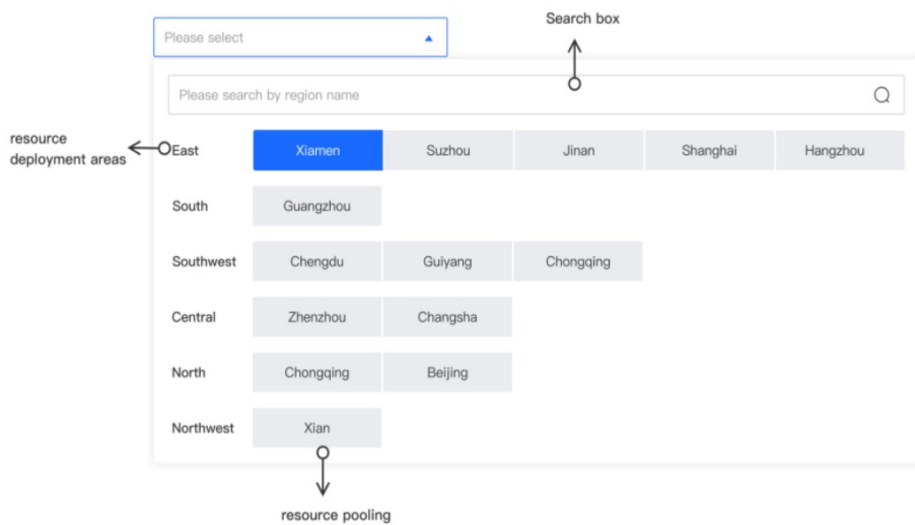 Search box
Please select
Please search by region name
resource
deployment areas
East Xiamen Suzhou Jinan Shanghai Hangzhou
South Guangzhou
Southwest Chengdu Guiyang Chongqing
Central Zhenzhou Changsha
North Chongqing Beijing
Northwest Xian
resource pooling